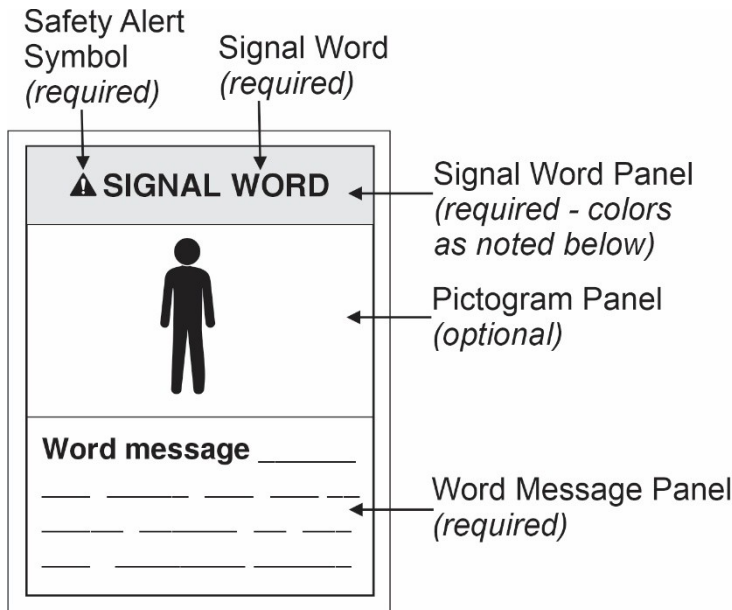 Safety Alert
Symbol
(required)
Signal Word
(required)
SIGNAL WORD
Signal Word Panel
(required - colors
as noted below)
Pictogram Panel
(optional)
Word message
Word Message Panel
(required)